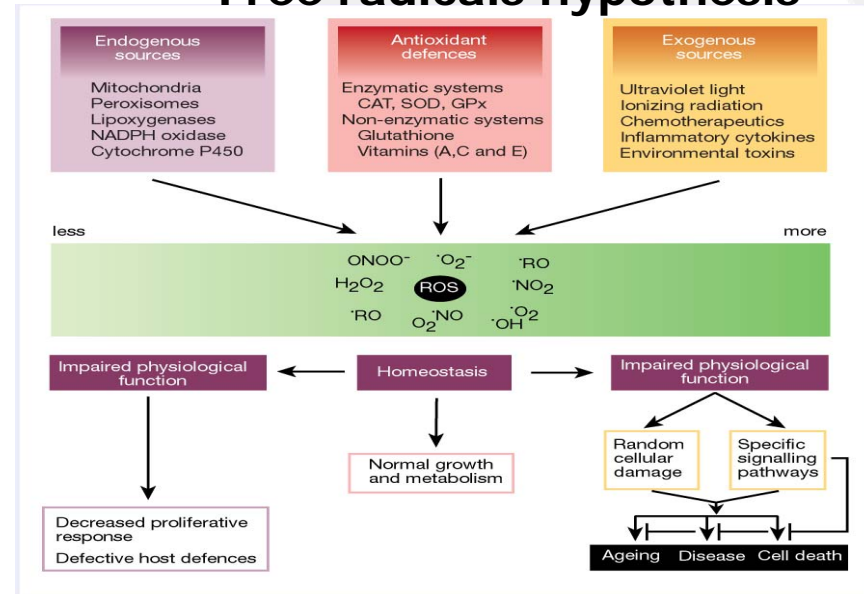 Free radicals hypothesis
Endogenous
sources
Mitochondria
Peroxisomes
Lipoxygenases
NADPH oxidase
Cytochrome P450
Antioxidant
defences
Enzymatic systems
CAT, SOD, GPx
Non-enzymatic systems
Glutathione
Vitamins (A,C and E)
Exogenous
sources
Ultraviolet light
Ionizing radiation
Chemotherapeutics
Inflammatory cytokines
Environmental toxins
less
more
ONOO⁻ ˙O₂⁻ ˙RO
H₂O₂ ROS ˙NO₂
˙RO O₂ ˙NO ˙OH ˙O₂
Impaired physiological
function
Homeostasis
Impaired physiological
function
Normal growth
and metabolism
Random
cellular
damage
Specific
signalling
pathways
Decreased proliferative
response
Defective host defences
Ageing Disease Cell death